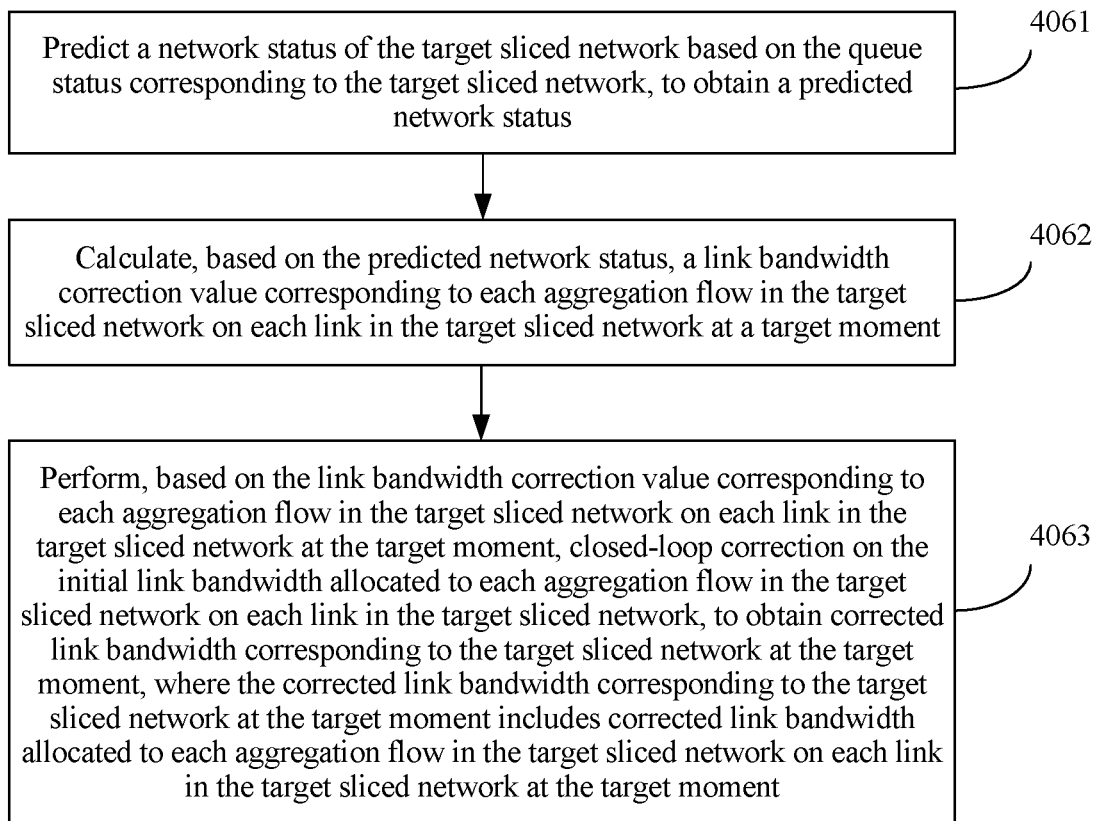 4061
Predict a network status of the target sliced network based on the queue
status corresponding to the target sliced network, to obtain a predicted
network status
4062
Calculate, based on the predicted network status, a link bandwidth
correction value corresponding to each aggregation flow in the target
sliced network on each link in the target sliced network at a target moment
Perform, based on the link bandwidth correction value corresponding to
each aggregation flow in the target sliced network on each link in the
target sliced network at the target moment, closed-loop correction on the
4063
initial link bandwidth allocated to each aggregation flow in the target
sliced network on each link in the target sliced network, to obtain corrected
link bandwidth corresponding to the target sliced network at the target
moment, where the corrected link bandwidth corresponding to the target
sliced network at the target moment includes corrected link bandwidth
allocated to each aggregation flow in the target sliced network on each link
in the target sliced network at the target moment